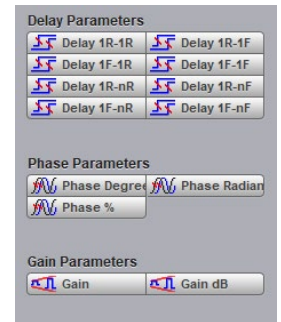 Delay Parameters
Delay 1R-1R Delay 1R-1F
Delay 1F-1R Delay 1F-1F
Delay 1R-nR Delay 1R-nF
Delay 1F-nR Delay 1F-nF
Phase Parameters
Phase Degree Phase Radian
Phase %
Gain Parameters
Gain Gain dB